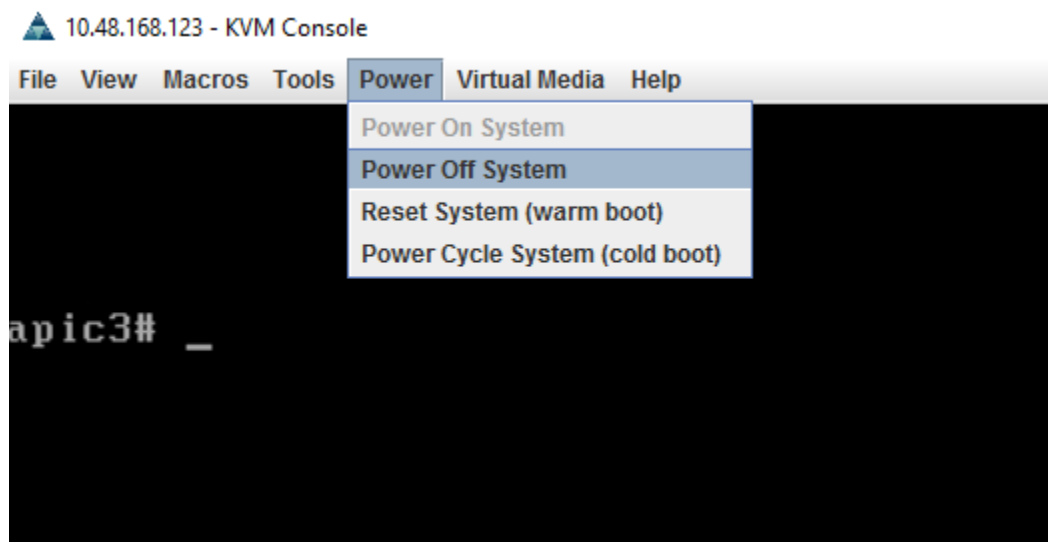 10.48.168.123 - KVM Console
File View Macros Tools Power Virtual Media Help
Power On System
Power Off System
Reset System (warm boot)
Power Cycle System (cold boot)
apic3# _